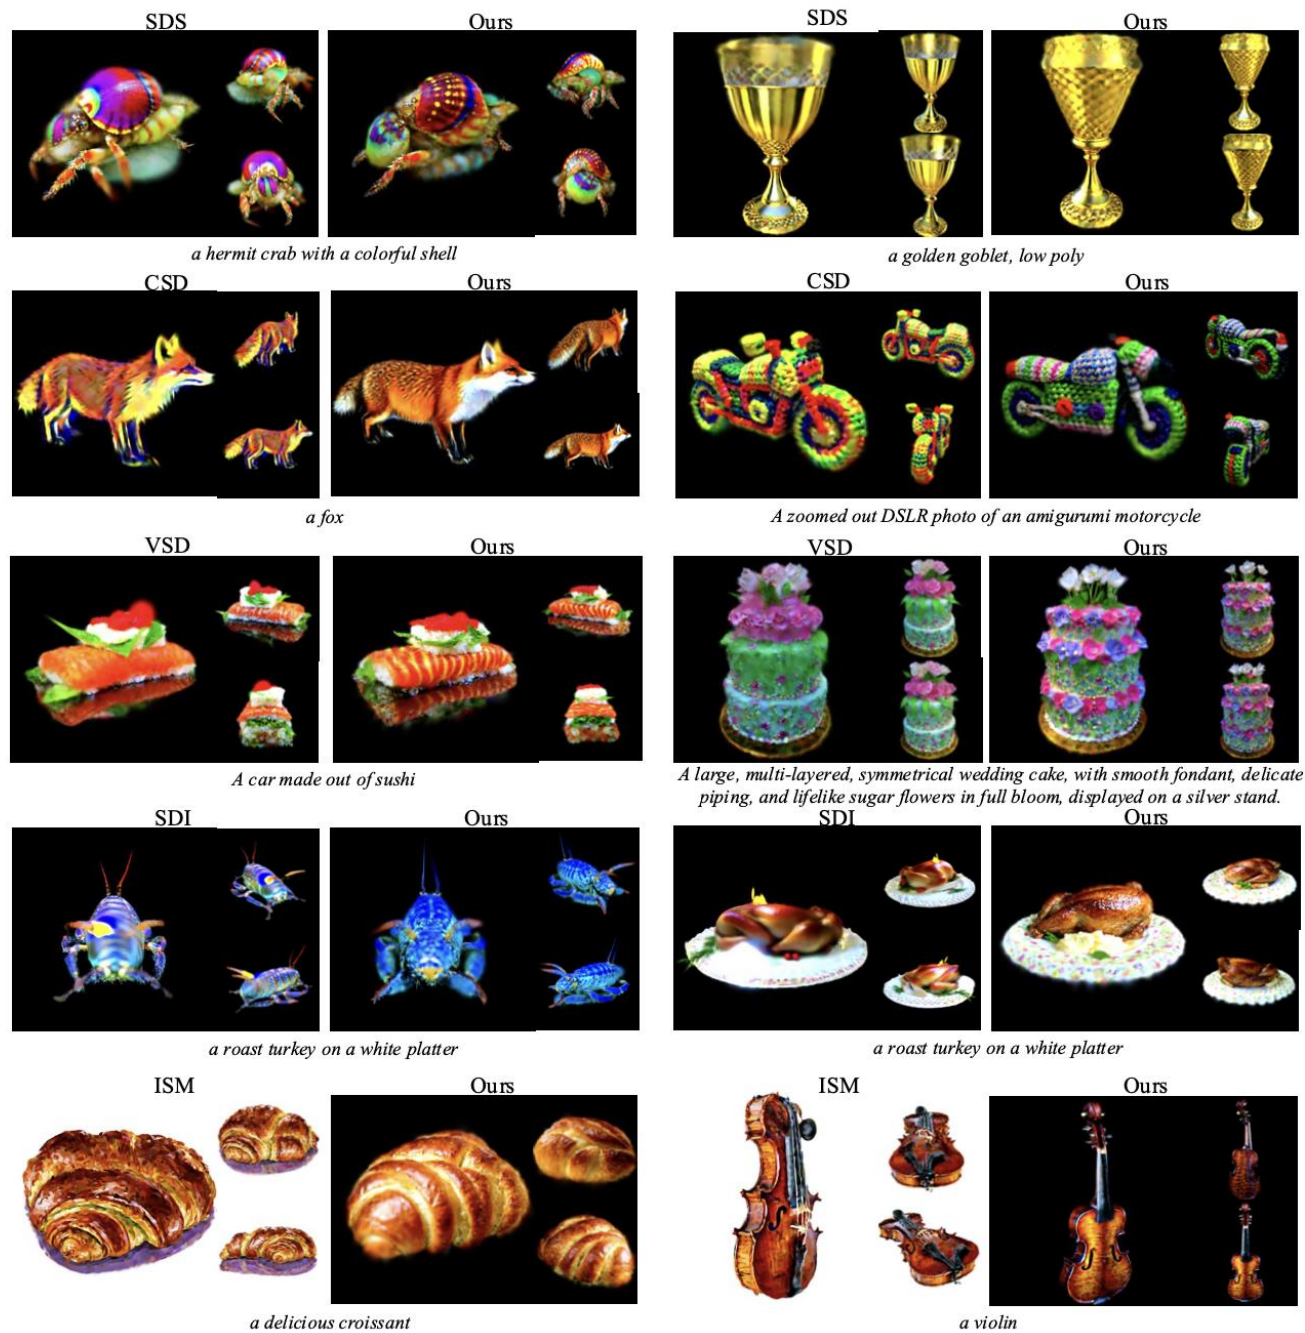 SDS Ours SDS Ours
a hermit crab with a colorful shell
a golden goblet, low poly
CSD Ours CSD Ours
a fox
A zoomed out DSLR photo of an amigurumi motorcycle
VSD Ours VSD Ours
A car made out of sushi
A large, multi-layered, symmetrical wedding cake, with smooth fondant, delicate
piping, and lifelike sugar flowers in full bloom, displayed on a silver stand.
SDI Ours SDI Ours
a roast turkey on a white platter
a roast turkey on a white platter
ISM Ours ISM Ours
a delicious croissant
a violin